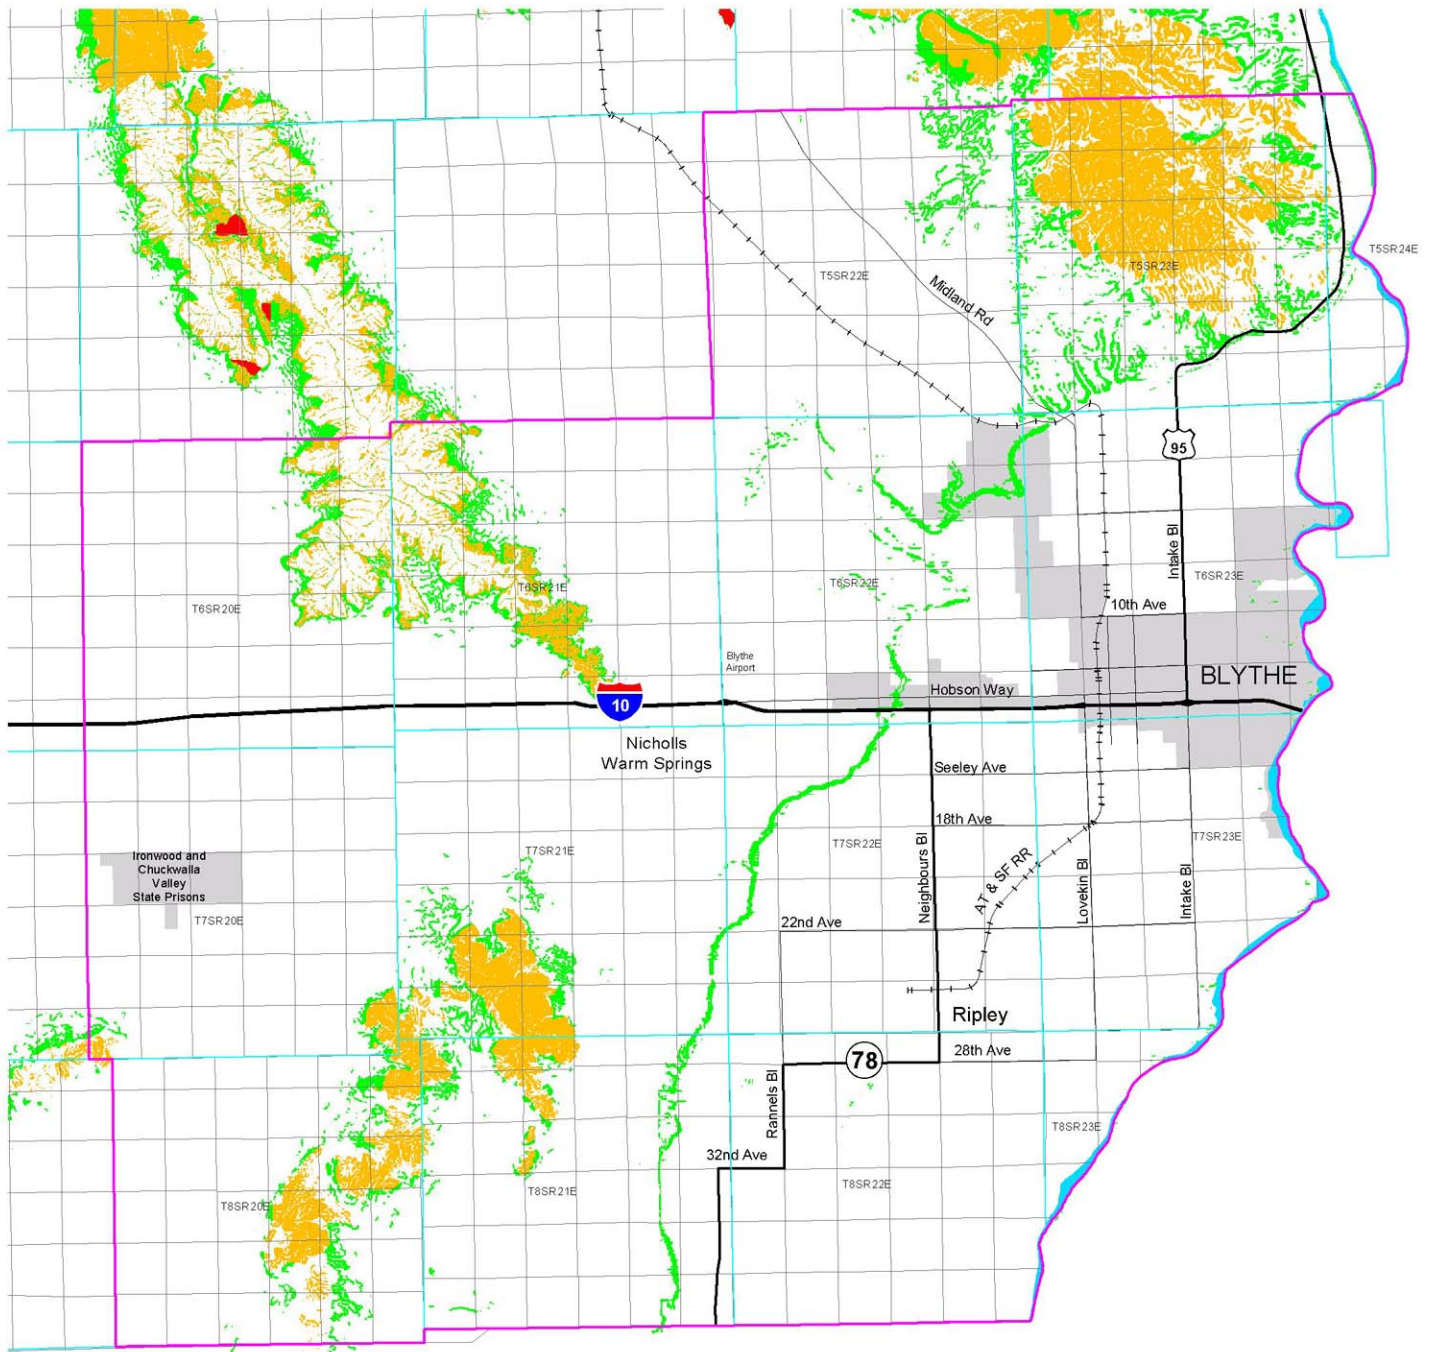 T5SR24E
T5SR23E
T5SR22E
Midland Rd
95
Intake Bl
T6SR23E
T6SR22E
T6SR21E
T6SR20E
10th Ave
Blythe
Airport
BLYTHE
Hobson Way
10
Nicholls
Warm Springs
Seeley Ave
18th Ave
T7SR23E
T7SR22E
T7SR21E
Ironwood and
Chuckwalla
Valley
State Prisons
T7SR20E
Neighbours Bl
AT & SF RR
Lovekin Bl
Intake Bl
22nd Ave
Ripley
28th Ave
78
Rannels Bl
T8SR23E
32nd Ave
T8SR22E
T8SR21E
T8SR20E